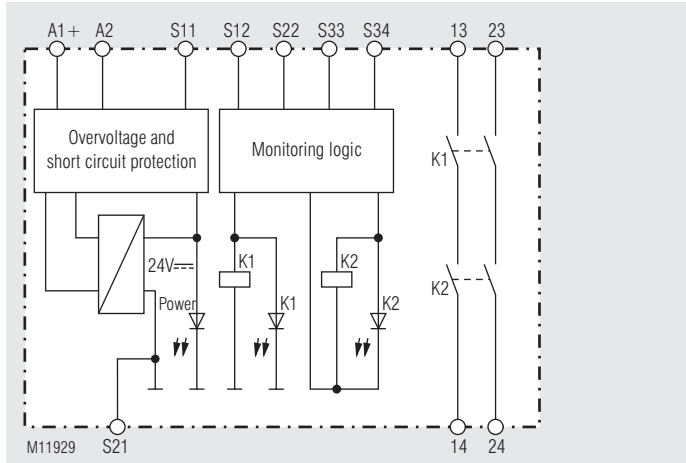 A1+ A2 S11 S12 S22 S33 S34 13 23
Overvoltage and
short circuit protection
Monitoring logic
K1
24V
K1
K2
K2
Power
K1
K2
M11929 S21 14 24